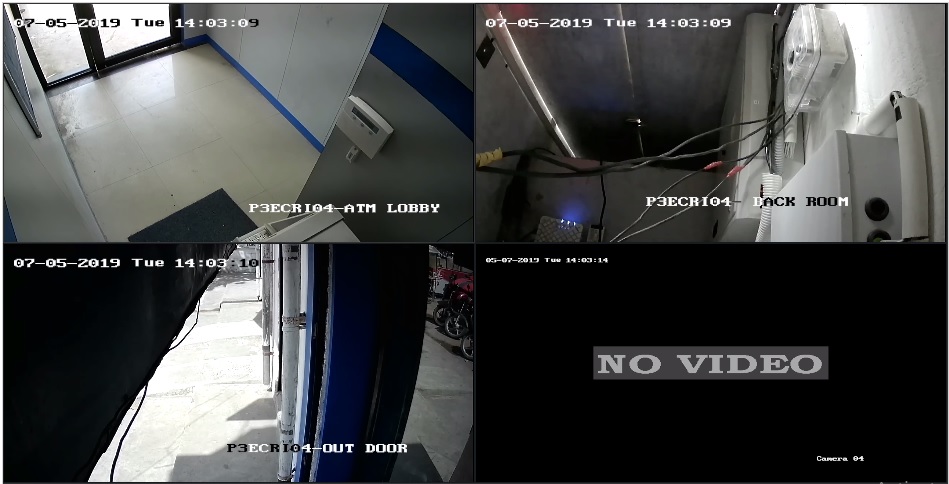 07-05-2019 Tue 14:03:09
P3ECRI04-ATM LOBBY
07-05-2019 Tue 14:03:09
P3ECRI04- BACK ROOM
07-05-2019 Tue 14:03:10
P3ECRI04-OUT DOOR
05-07-2019 Tue 14:03:14
NO VIDEO
Camera 04